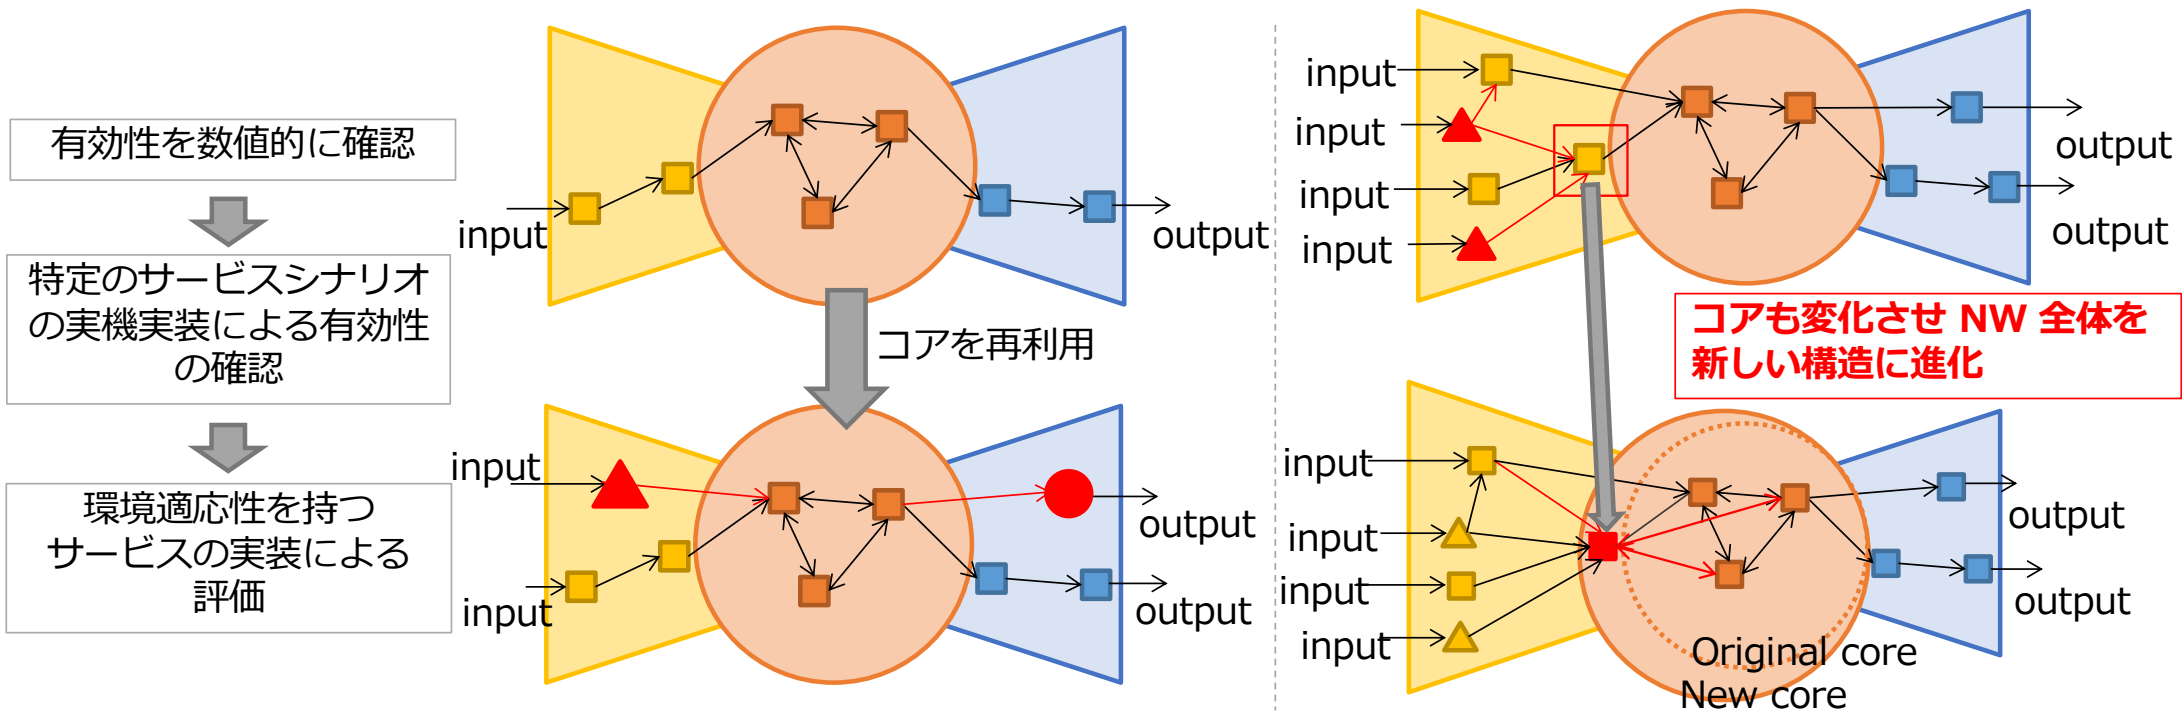 有効性を数値的に確認
特定のサービスシナリオ
の実機実装による有効性
の確認
環境適応性を持つ
サービスの実装による
評価
input
output
コアを再利用
input
input
output
output
input
input
input
input
output
output
コアも変化させ NW 全体を
新しい構造に進化
input
input
input
input
output
output
Original core
New core